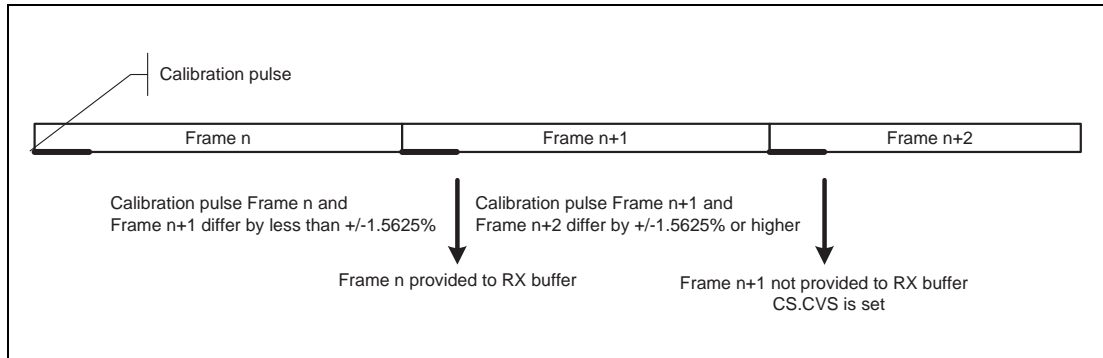 Calibration pulse
Frame n
Frame n+1
Frame n+2
Calibration pulse Frame n and
Frame n+1 differ by less than +/-1.5625%
Calibration pulse Frame n+1 and
Frame n+2 differ by +/-1.5625% or higher
Frame n provided to RX buffer
Frame n+1 not provided to RX buffer
CS.CVS is set